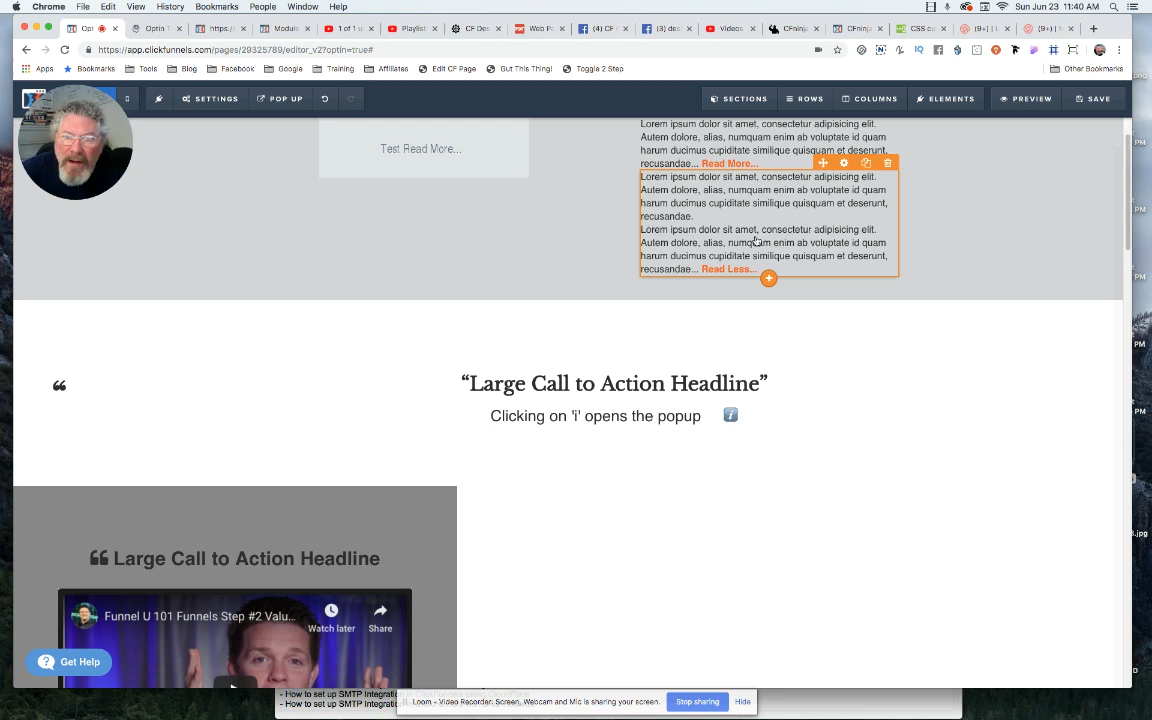 Chrome File Edit View History Bookmarks People Window Help
Sun Jun 23 11:40 AM
Playlist
1 of 1
Videos
https://app.clickfunnels.com/pages/29325789/editor_v2?optin=true#
Apps Bookmarks Tools Blog Facebook Google Training Affiliates Edit CF Page Gut This Thing! Toggle 2 Step Other Bookmarks
SETTINGS POP UP SECTIONS ROWS COLUMNS ELEMENTS PREVIEW SAVE
Lorem ipsum dolor sit amet, consectetur adipisicing elit.
Autem dolore, alias, numquam enim ab voluptate id quam
Test Read More...
harum ducimus cupiditate similique quisquam et deserunt,
recusandae... Read More...
Lorem ipsum dolor sit amet, consectetur adipisicing elit.
Autem dolore, alias, numquam enim ab voluptate id quam
harum ducimus cupiditate similique quisquam et deserunt,
recusandae.
Lorem ipsum dolor sit amet, consectetur adipisicing elit.
Autem dolore, alias, numquam enim ab voluptate id quam
harum ducimus cupiditate similique quisquam et deserunt,
recusandae... Read Less...
“Large Call to Action Headline”
Clicking on 'i' opens the popup
Large Call to Action Headline
Funnel U 101 Funnels Step #2 Valu...
Watch later Share
Get Help
- How to set up SMTP Integration
- How to set up SMTP Integrat
Loom - Video Recorder: Screen, Webcam and Mic is sharing your screen. Stop sharing Hide